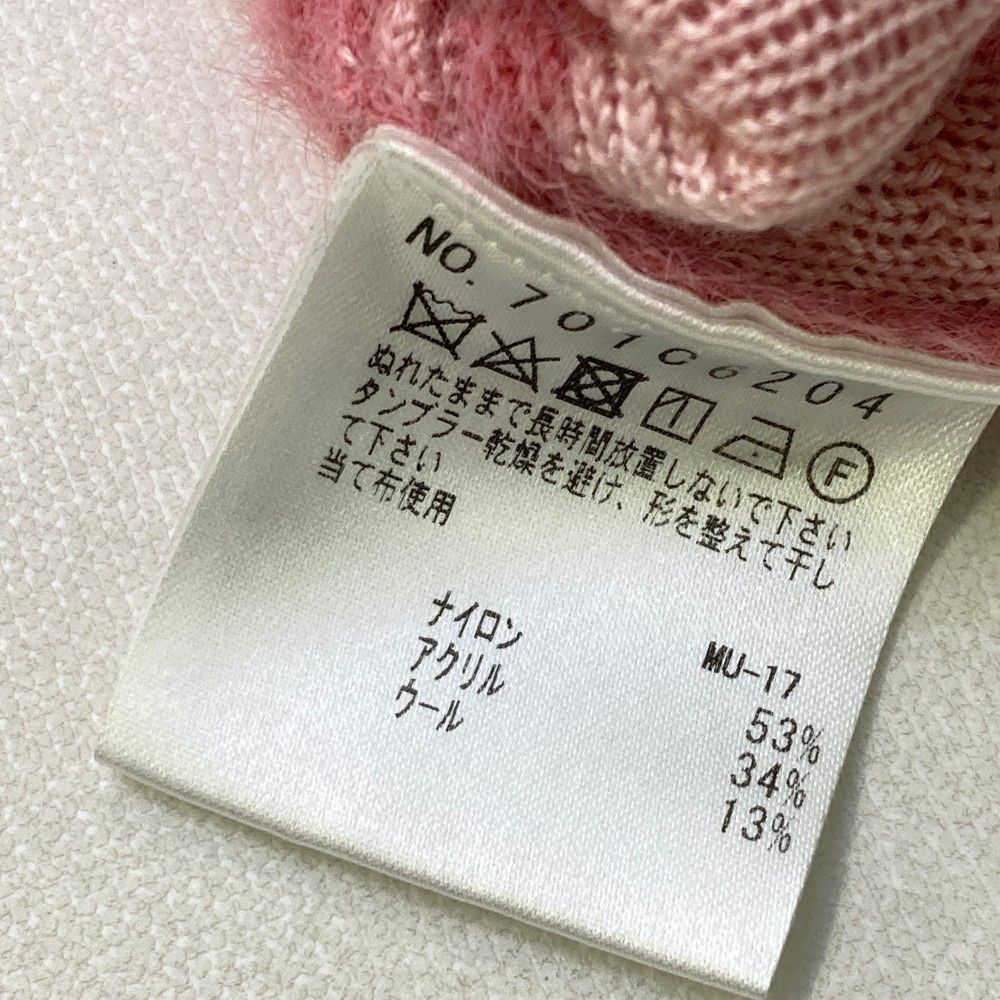 NO. 701C6204
F
ぬれたままで長時間放置しないで下さい
タンブラー乾燥を避け、形を整えて干し
て下さい
当て布使用
MU-17
ナイロン 53%
アクリル 34%
ウール 13%